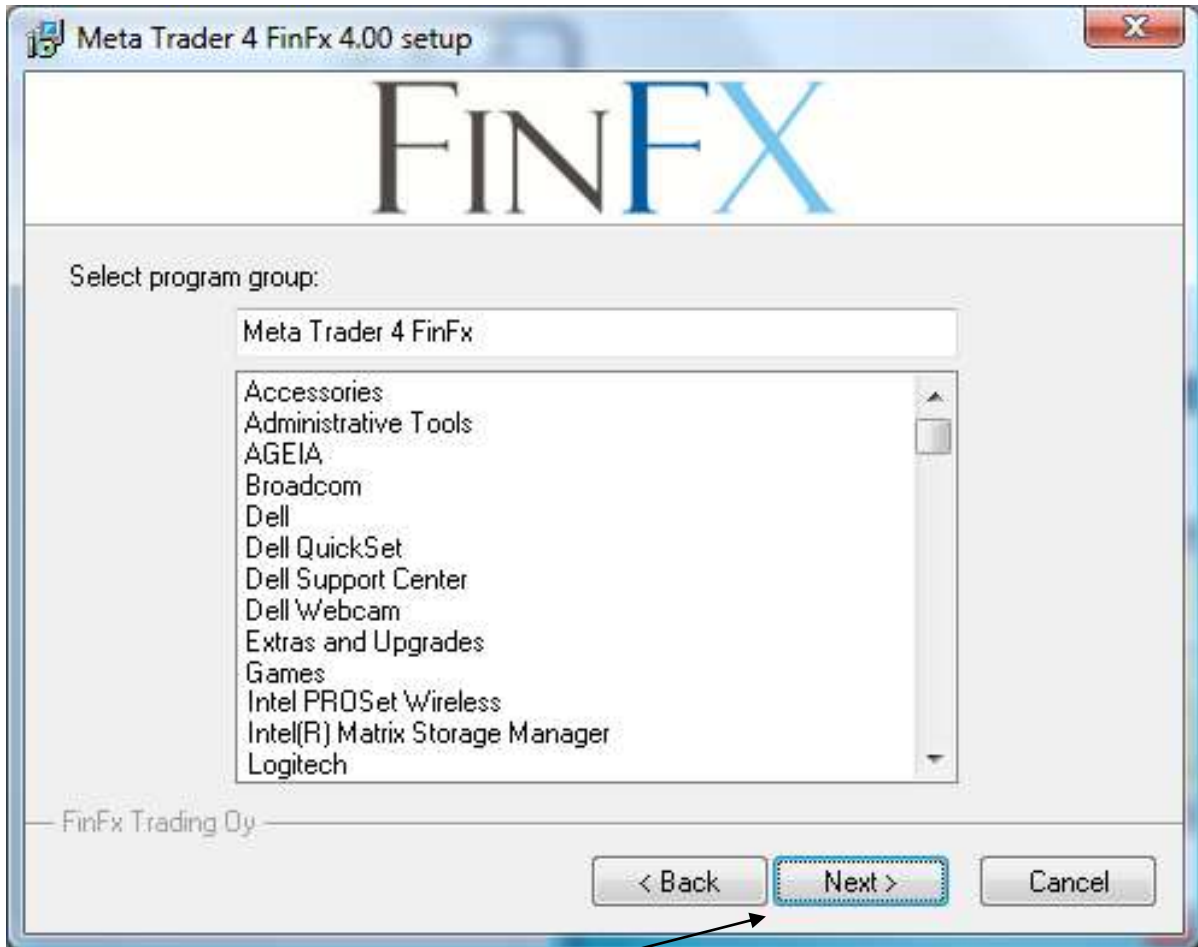 Meta Trader 4 FinFx 4.00 setup
FINFX
Select program group:
Meta Trader 4 FinFx
Accessories
Administrative Tools
AGEIA
Broadcom
Dell
Dell QuickSet
Dell Support Center
Dell Webcam
Extras and Upgrades
Games
Intel PROSet Wireless
Intel(R) Matrix Storage Manager
Logitech
FinFx Trading Oy
< Back Next > Cancel